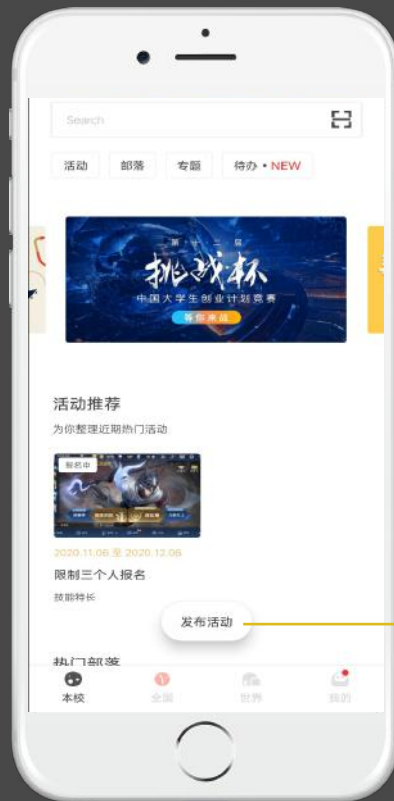 Search
活动 部落 专题 待办 • NEW
第十二届
挑战杯
中国大学生创业计划竞赛
等你来战
活动推荐
为你整理近期热门活动
报名中
2020.11.06 至 2020.12.06
限制三个人报名
技能特长
发布活动
热门部落
本校 全国 世界 我的